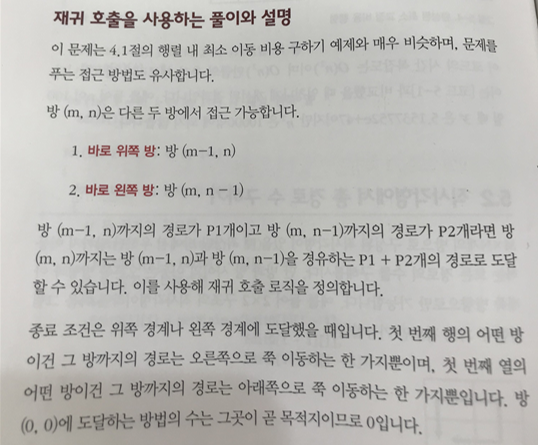 재귀 호출을 사용하는 풀이와 설명
이 문제는 4.1절의 행렬 내 최소 이동 비용 구하기 예제와 매우 비슷하며, 문제를
푸는 접근 방법도 유사합니다.
방 (m, n)은 다른 두 방에서 접근 가능합니다.
1. 바로 위쪽 방: 방 (m−1, n)
2. 바로 왼쪽 방: 방 (m, n − 1)
방 (m−1, n)까지의 경로가 P1개이고 방 (m, n−1)까지의 경로가 P2개라면 방
(m, n)까지는 방 (m−1, n)과 방 (m, n−1)을 경유하는 P1 + P2개의 경로로 도달
할 수 있습니다. 이를 사용해 재귀 호출 로직을 정의합니다.
종료 조건은 위쪽 경계나 왼쪽 경계에 도달했을 때입니다. 첫 번째 행의 어떤 방
이건 그 방까지의 경로는 오른쪽으로 쭉 이동하는 한 가지뿐이며, 첫 번째 열의
어떤 방이건 그 방까지의 경로는 아래쪽으로 쭉 이동하는 한 가지뿐입니다. 방
(0, 0)에 도달하는 방법의 수는 그곳이 곧 목적지이므로 0입니다.